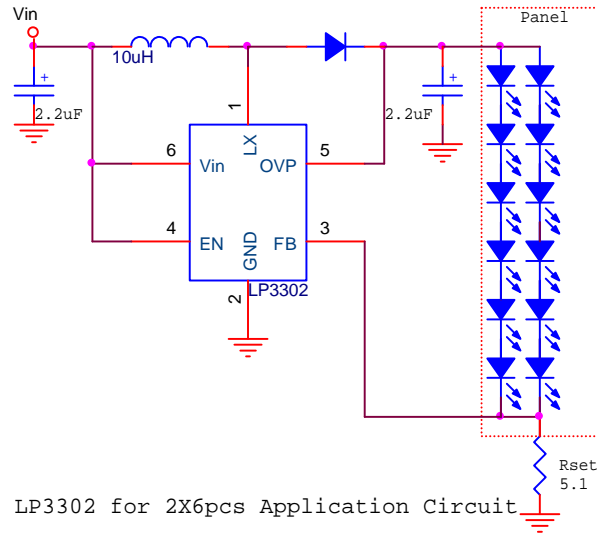 Vin
Panel
10uH
+
2.2uF
+
2.2uF
1
LX
6
Vin
OVP
5
4
EN
FB
3
GND
2
LP3302
Rset
5.1
LP3302 for 2X6pcs Application Circuit